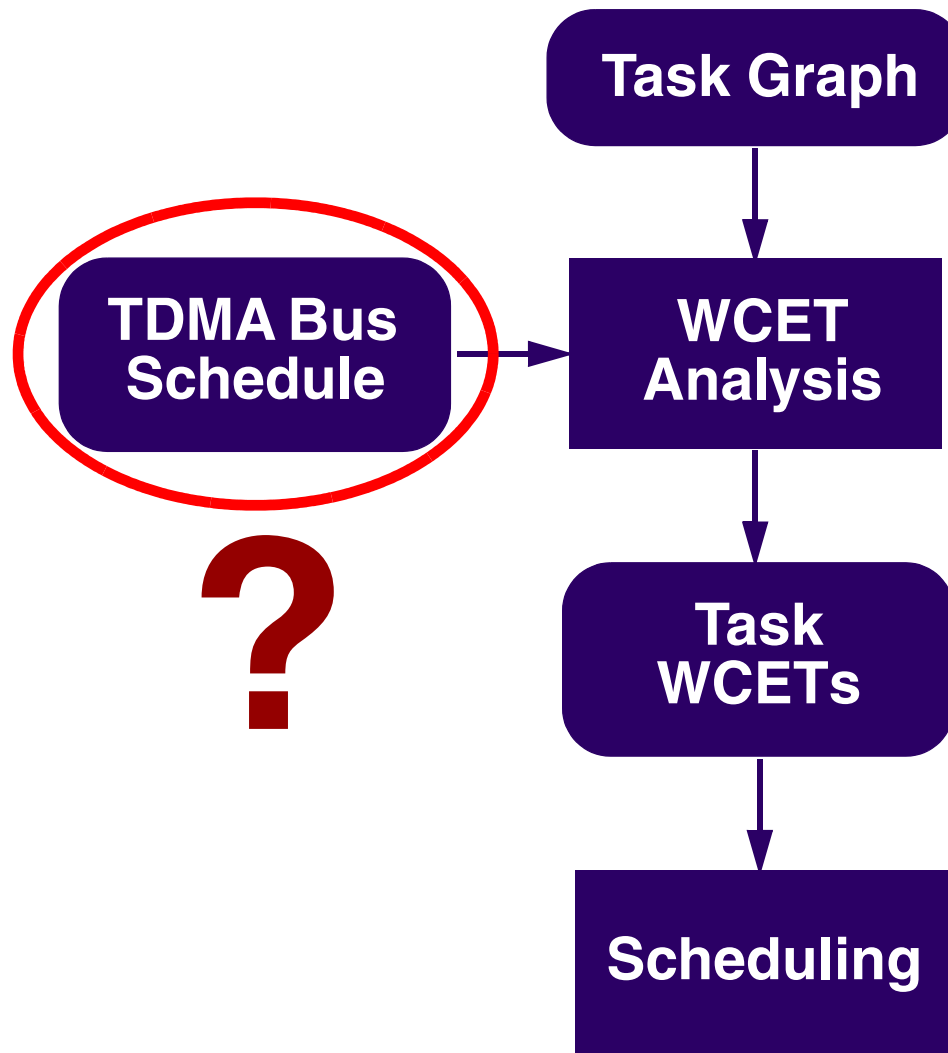 Task Graph
TDMA Bus
Schedule
WCET
Analysis
?
Task
WCETs
Scheduling